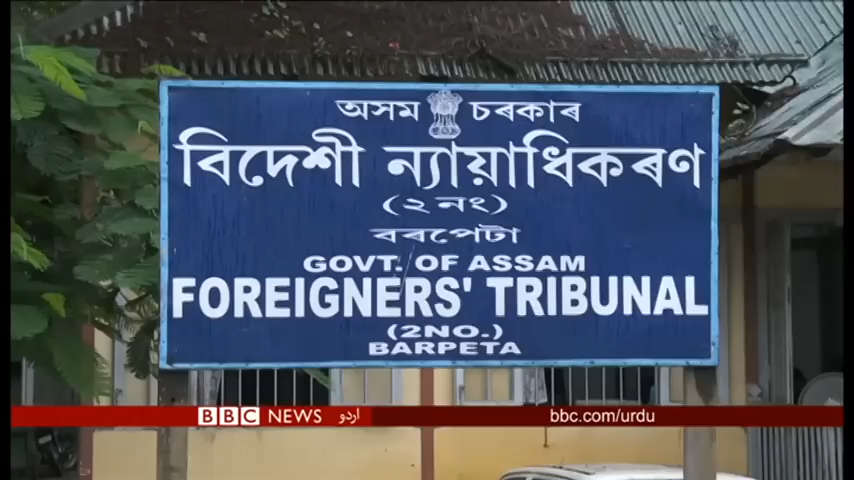 অসম চৰকাৰ
বিদেশী ন্যায়াধিকৰণ
(২ নং)
বৰপেটা
GOVT. OF ASSAM
FOREIGNERS' TRIBUNAL
(2NO.)
BARPETA
BBC NEWS اردو bbc.com/urdu